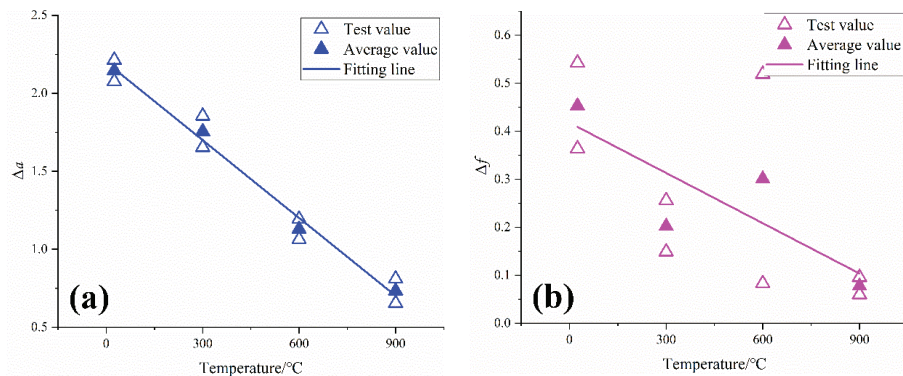 2.5
2.0
1.5
1.0
0.5
Δa
Test value
Average value
Fitting line
(a)
0
300
600
900
Temperature/°C
0.6
0.5
0.4
0.3
0.2
0.1
0.0
Δf
Test value
Average value
Fitting line
(b)
0
300
600
900
Temperature/°C